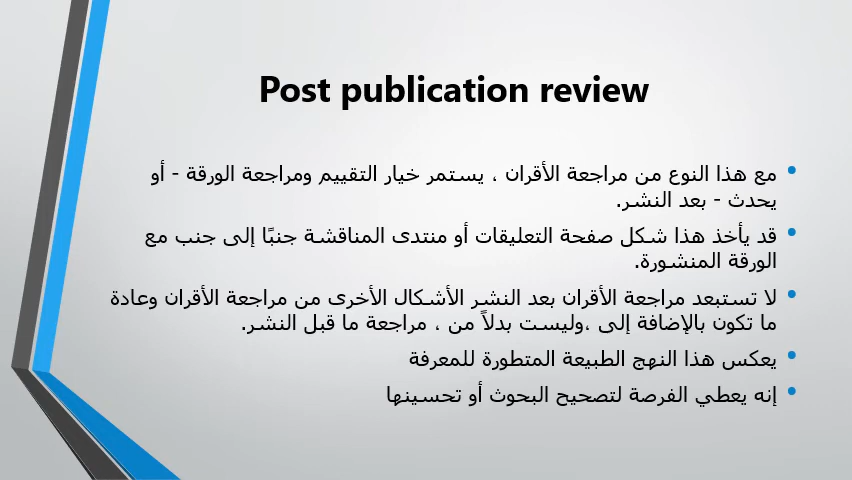 Post publication review
مع هذا النوع من مراجعة الأقران ، يستمر خيار التقييم ومراجعة الورقة - أو
يحدث - بعد النشر.
قد يأخذ هذا شكل صفحة التعليقات أو منتدى المناقشة جنبًا إلى جنب مع
الورقة المنشورة.
لا تستبعد مراجعة الأقران بعد النشر الأشكال الأخرى من مراجعة الأقران وعادة
ما تكون بالإضافة إلى ،وليست بدلاً من ، مراجعة ما قبل النشر.
يعكس هذا النهج الطبيعة المتطورة للمعرفة
إنه يعطي الفرصة لتصحيح البحوث أو تحسينها